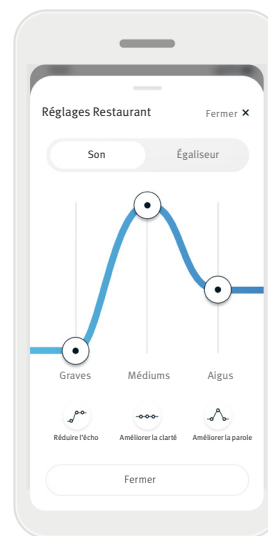 Réglages Restaurant
Fermer ×
Son
Égaliseur
Graves
Médiums
Aigus
Réduire l'écho
Améliorer la clarté
Améliorer la parole
Fermer